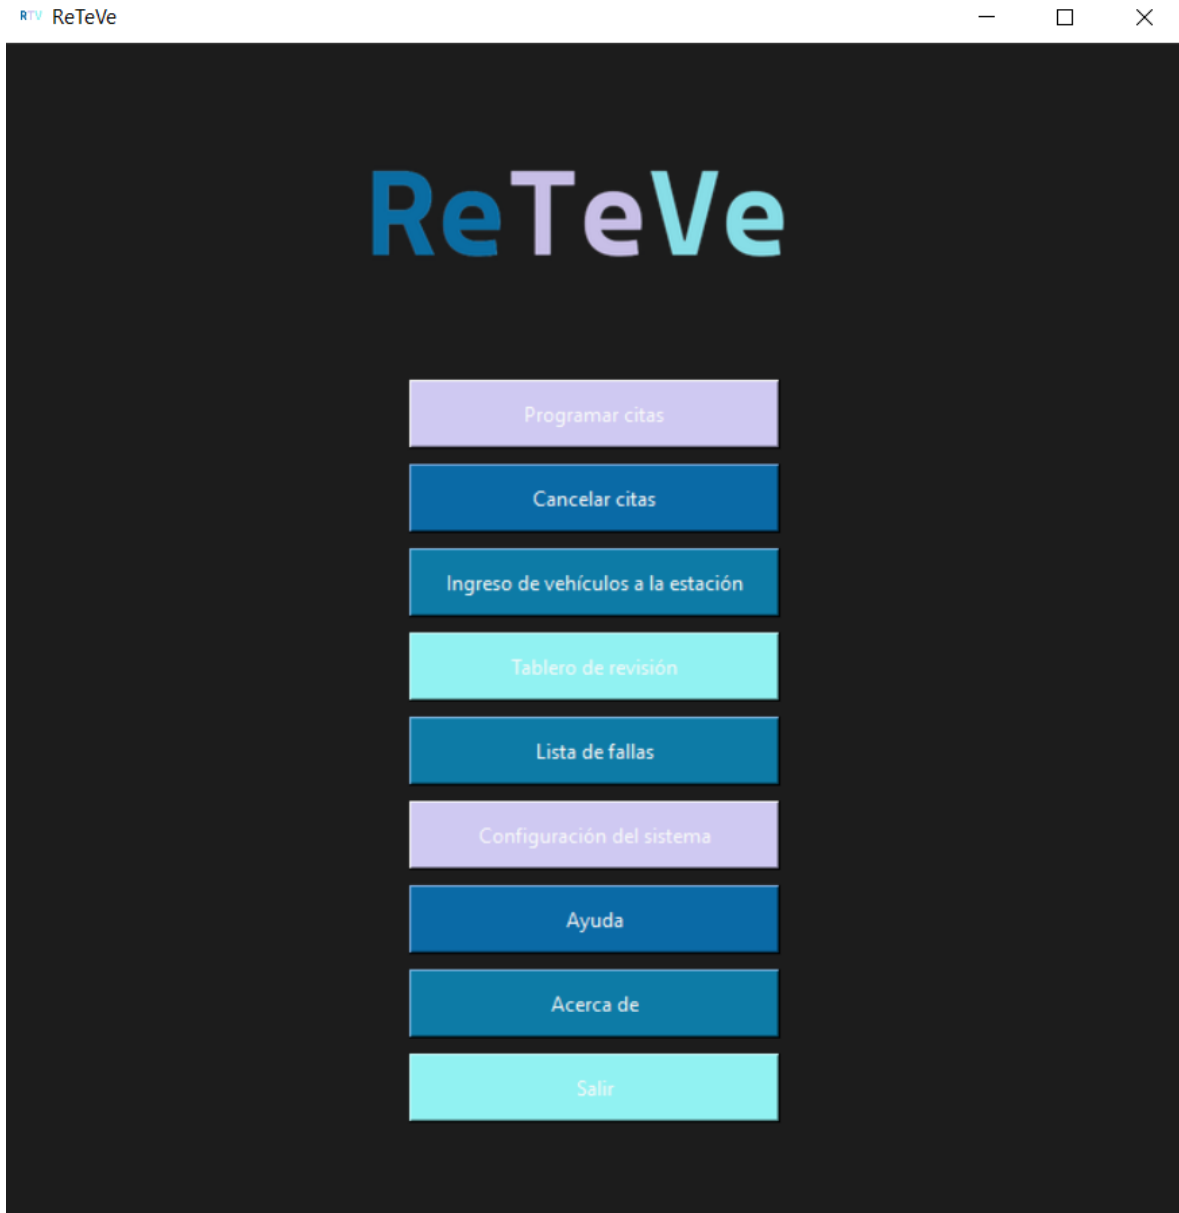 RTV ReTeVe
ReTeVe
Programar citas
Cancelar citas
Ingreso de vehículos a la estación
Tablero de revisión
Lista de fallas
Configuración del sistema
Ayuda
Acerca de
Salir